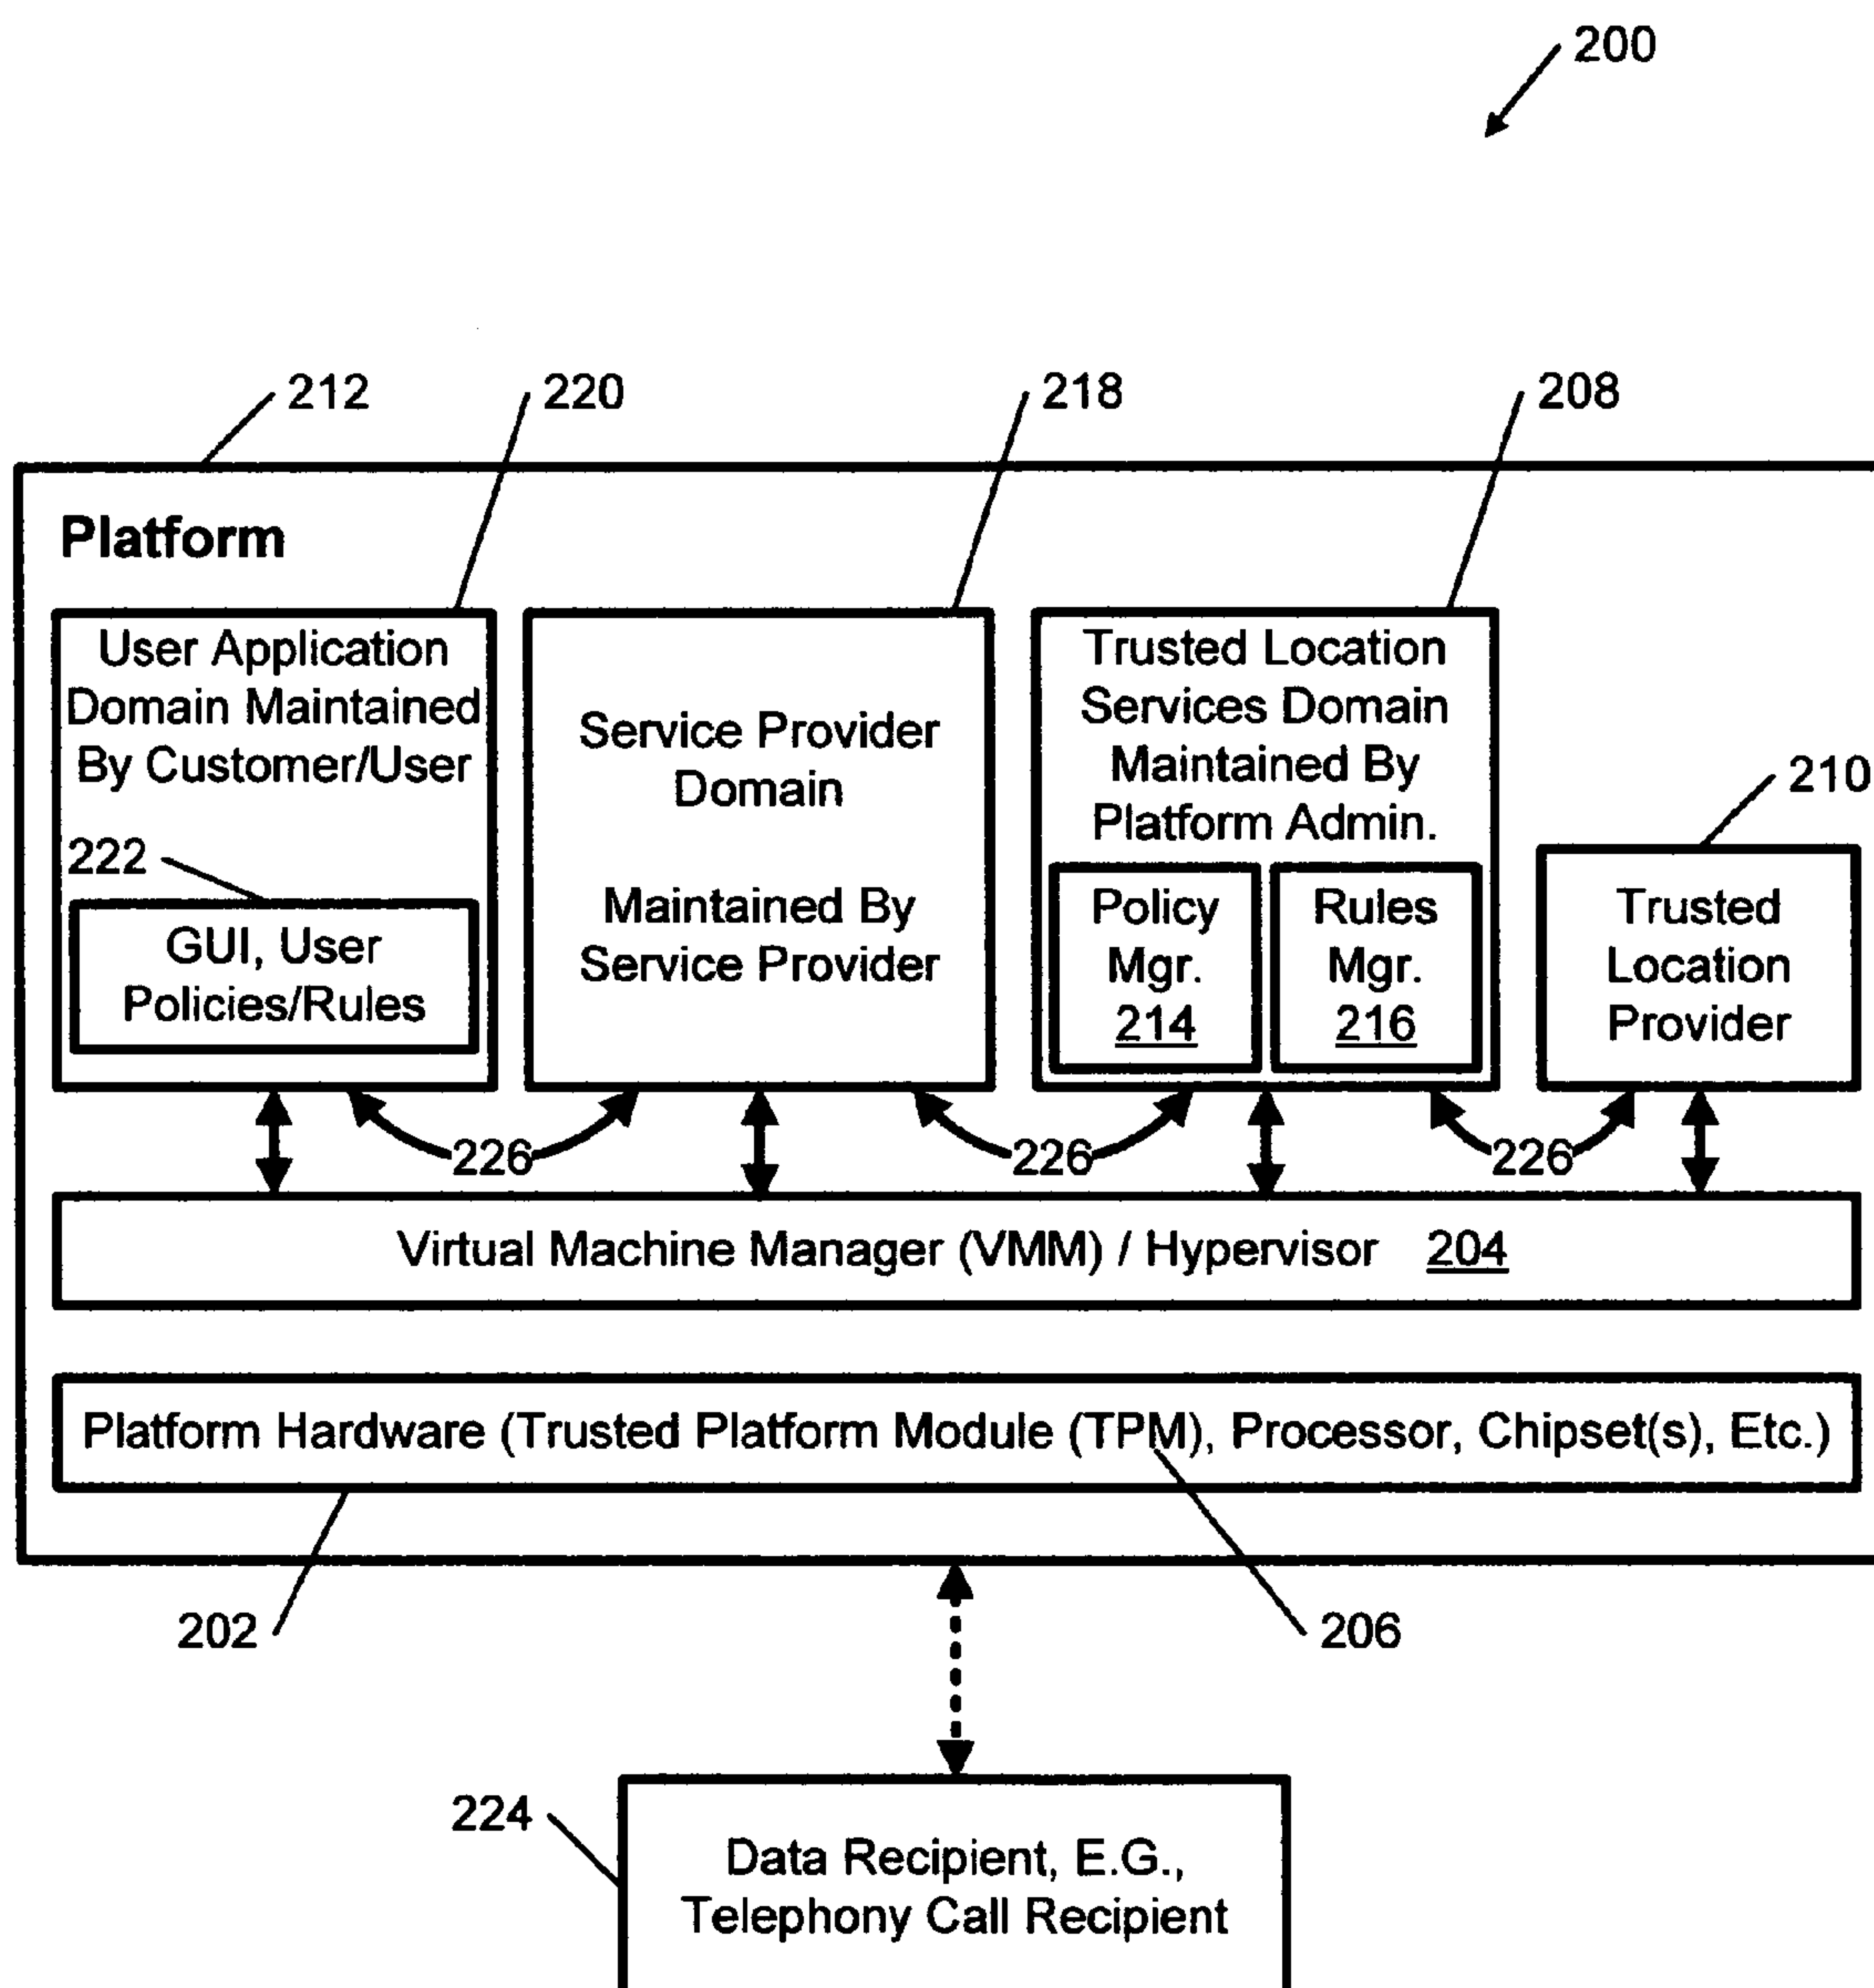 200
212
220
218
208
Platform
User Application
Domain Maintained
By Customer/User
222
GUI, User
Policies/Rules
Service Provider
Domain
Maintained By
Service Provider
Trusted Location
Services Domain
Maintained By
Platform Admin.
Policy
Mgr.
214
Rules
Mgr.
216
210
Trusted
Location
Provider
226
226
226
Virtual Machine Manager (VMM) / Hypervisor 204
Platform Hardware (Trusted Platform Module (TPM), Processor, Chipset(s), Etc.)
202
206
224
Data Recipient, E.G.,
Telephony Call Recipient